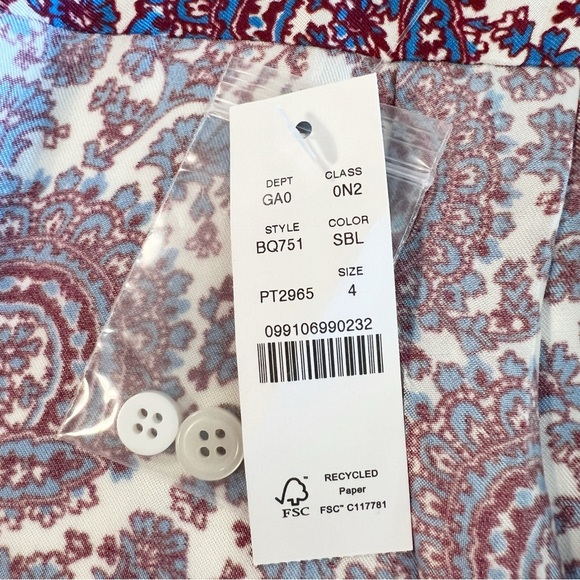 DEPT CLASS
GA0 0N2
STYLE COLOR
BQ751 SBL
SIZE
PT2965 4
099106990232
RECYCLED
Paper
FSC
FSC™ C117781